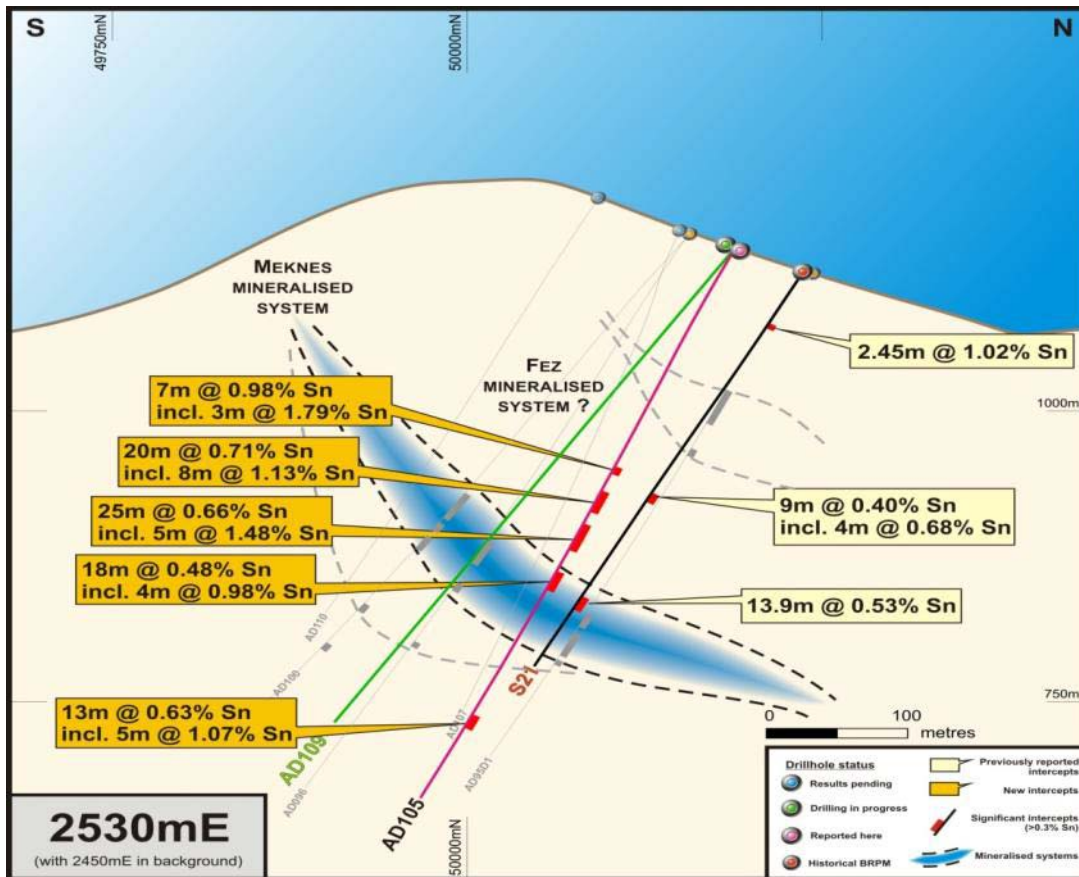 S
49750mN
50000mN
N
MEKNES
MINERALISED
SYSTEM
FEZ
MINERALISED
SYSTEM ?
2.45m @ 1.02% Sn
7m @ 0.98% Sn
incl. 3m @ 1.79% Sn
1000m
20m @ 0.71% Sn
incl. 8m @ 1.13% Sn
25m @ 0.66% Sn
incl. 5m @ 1.48% Sn
9m @ 0.40% Sn
incl. 4m @ 0.68% Sn
18m @ 0.48% Sn
incl. 4m @ 0.98% Sn
13.9m @ 0.53% Sn
AD110
AD100
S21
750m
13m @ 0.63% Sn
incl. 5m @ 1.07% Sn
AD107
0 100
metres
AD109
AD95D1
AD096
AD105
50000mN
2530mE
(with 2450mE in background)
Drillhole status
Results pending
Drilling in progress
Reported here
Historical BRPM
Previously reported
intercepts
New intercepts
Significant intercepts
(>0.3% Sn)
Mineralised systems